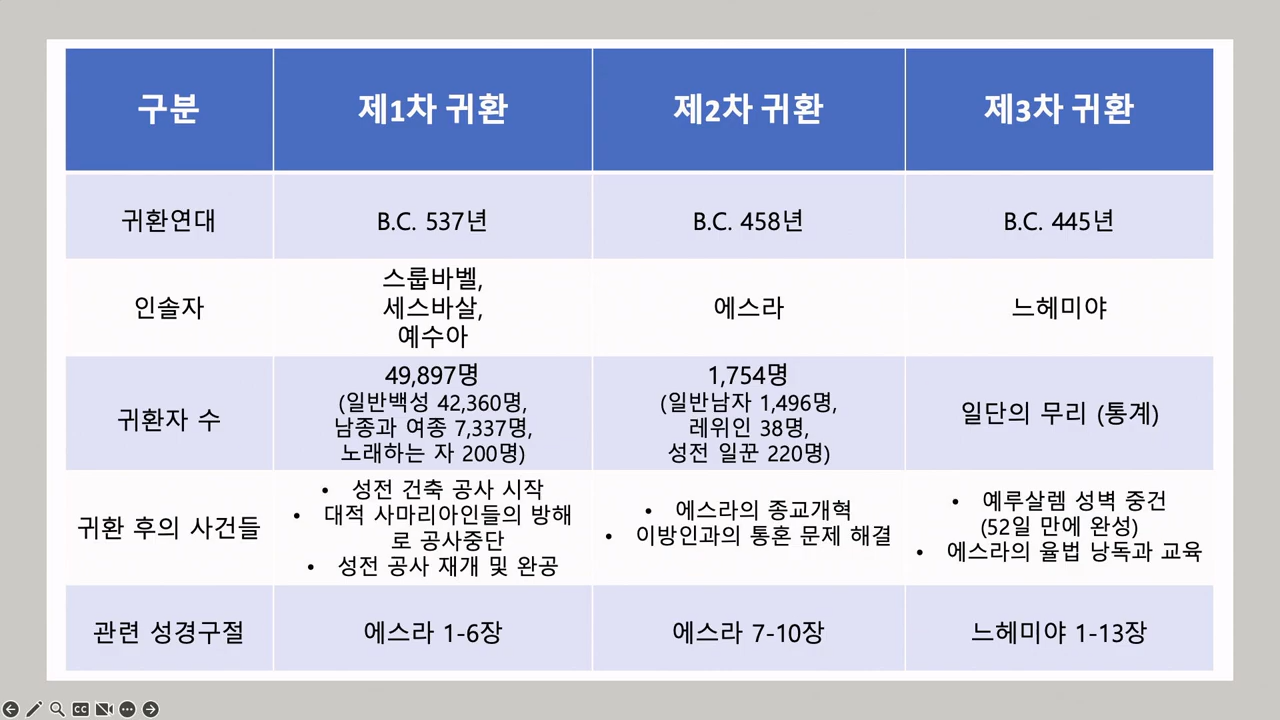 구분
제1차 귀환
제2차 귀환
제3차 귀환
귀환연대
B.C. 537년
B.C. 458년
B.C. 445년
인솔자
스룹바벨,
세스바살,
예수아
에스라
느헤미야
귀환자 수
49,897명
(일반백성 42,360명,
남종과 여종 7,337명,
노래하는 자 200명)
1,754명
(일반남자 1,496명,
레위인 38명,
성전 일꾼 220명)
일단의 무리 (통계)
귀환 후의 사건들
• 성전 건축 공사 시작
• 대적 사마리아인들의 방해
로 공사중단
• 성전 공사 재개 및 완공
• 에스라의 종교개혁
• 이방인과의 통혼 문제 해결
• 예루살렘 성벽 중건
(52일 만에 완성)
• 에스라의 율법 낭독과 교육
관련 성경구절
에스라 1-6장
에스라 7-10장
느헤미야 1-13장
CC